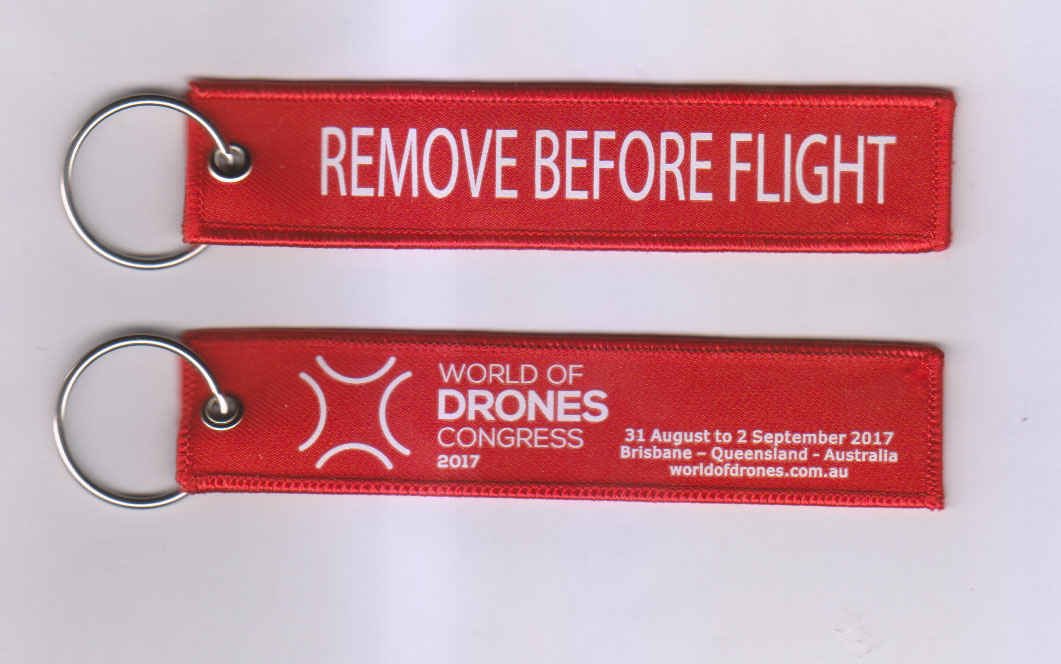 REMOVE BEFORE FLIGHT
WORLD OF
DRONES
CONGRESS
2017
31 August to 2 September 2017
Brisbane – Queensland - Australia
worldofdrones.com.au